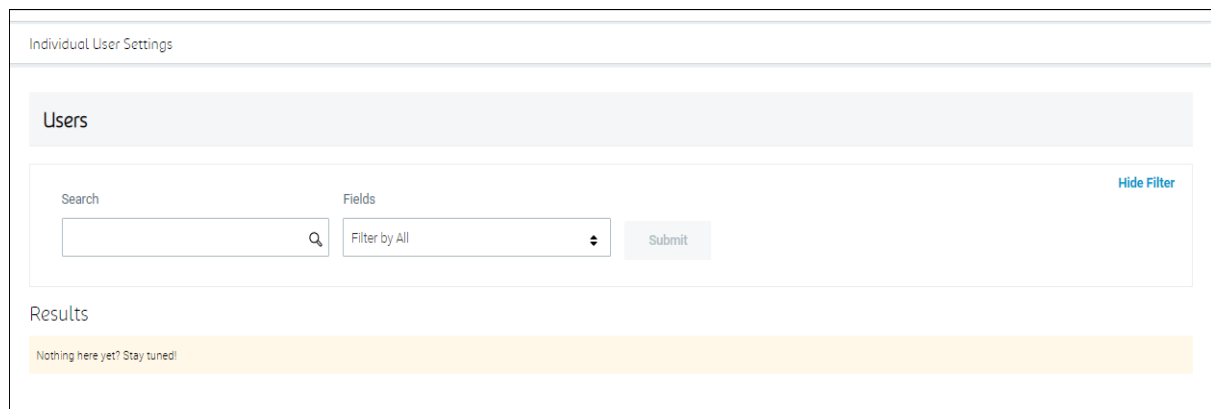 Individual User Settings
Users
Hide Filter
Search
Fields
Filter by All
Submit
Results
Nothing here yet? Stay tuned!